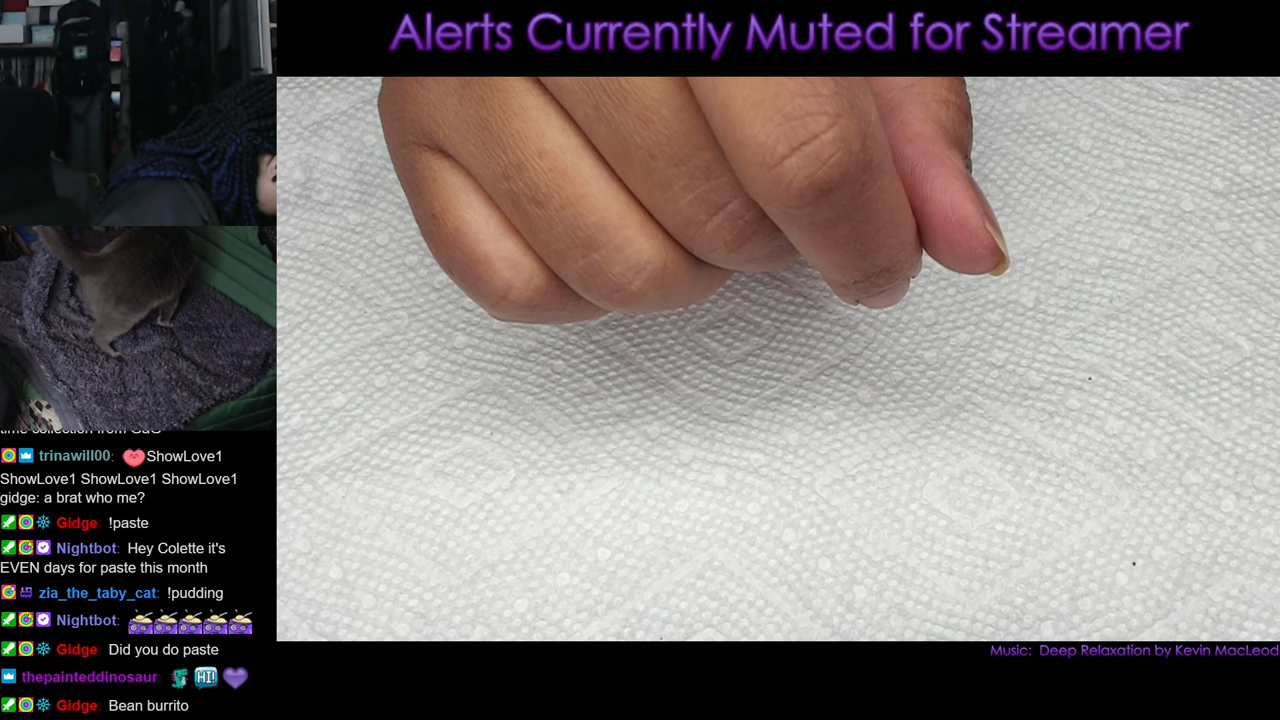 Alerts Currently Muted for Streamer
trinawill00: ShowLove1
ShowLove1 ShowLove1 ShowLove1
gidge: a brat who me?
Gidge: !paste
Nightbot: Hey Colette it's
EVEN days for paste this month
zia_the_taby_cat: !pudding
Nightbot:
Gidge: Did you do paste
thepainteddinosaur: HI!
Gidge: Bean burrito
Music: Deep Relaxation by Kevin MacLeod